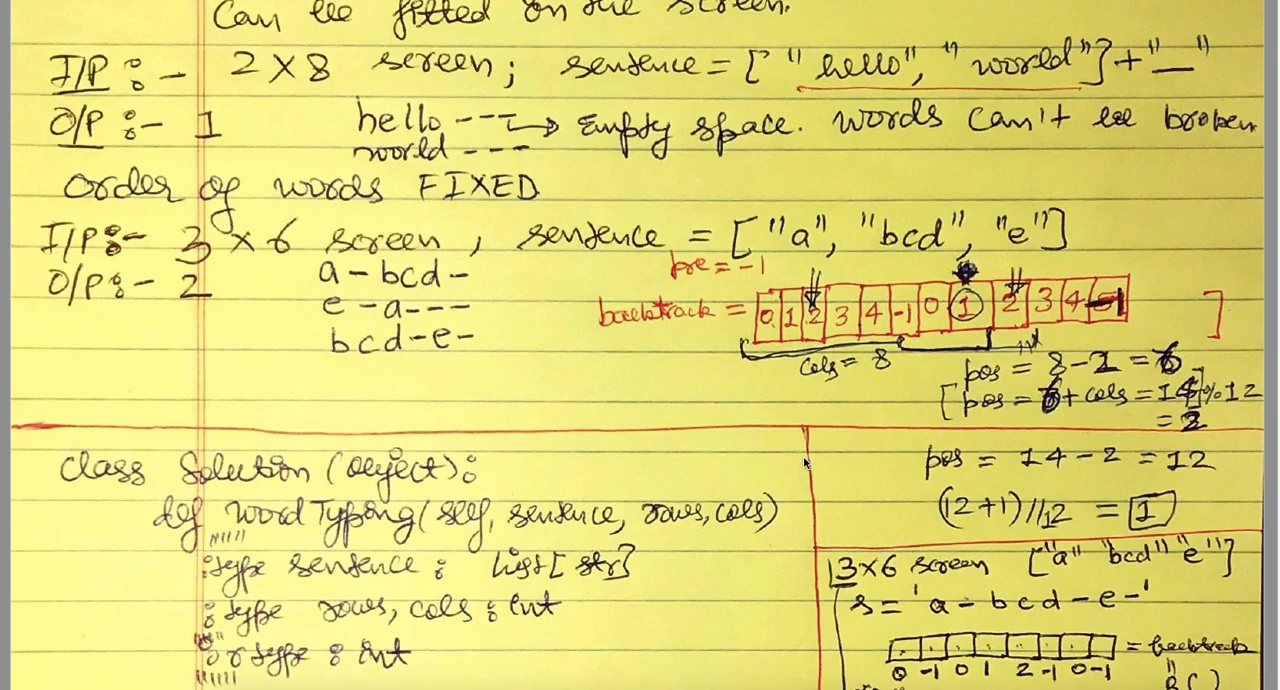 Can be fitted on the screen.
I/P :- 2 X 8 screen; sentence = ["hello", "world"] + "_"
O/P :- 1 hello --- → Empty space. words can't be broken
world ---
Order of words FIXED
I/P :- 3 X 6 screen, sentence = ["a", "bcd", "e"]
O/P :- 2 a-bcd-
e-a---
bcd-e-
pre = -1
backtrack = [0 1 2 3 4 -1 0 1 2 3 4 -1]
cols = 8
pos = 8-2 = 6
[pos = 6 + cols = 14] % 12
= 2
pos = 14 - 2 = 12
(12+1)//12 = 1
class Solution(object):
def wordTyping(self, sentence, rows, cols)
"""
:type sentence : list[str]
:type rows, cols : int
: rtype : int
"""
3x6 screen ["a" "bcd" "e"]
s = 'a-bcd-e-'
= backtrack
0 -1 0 1 2 -1 0 -1